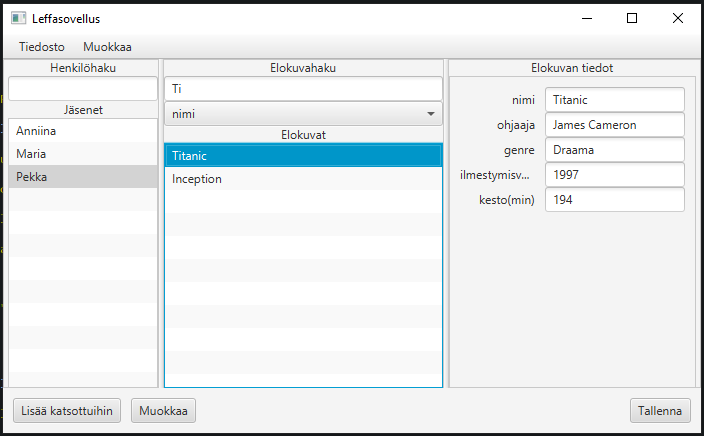 Leffasovellus
Tiedosto Muokkaa
Henkilöhaku
Jäsenet
Anniina
Maria
Pekka
Elokuvahaku
Ti
nimi
Elokuvat
Titanic
Inception
Elokuvan tiedot
nimi Titanic
ohjaaja James Cameron
genre Draama
ilmestymisv... 1997
kesto(min) 194
Lisää katsottuihin Muokkaa Tallenna